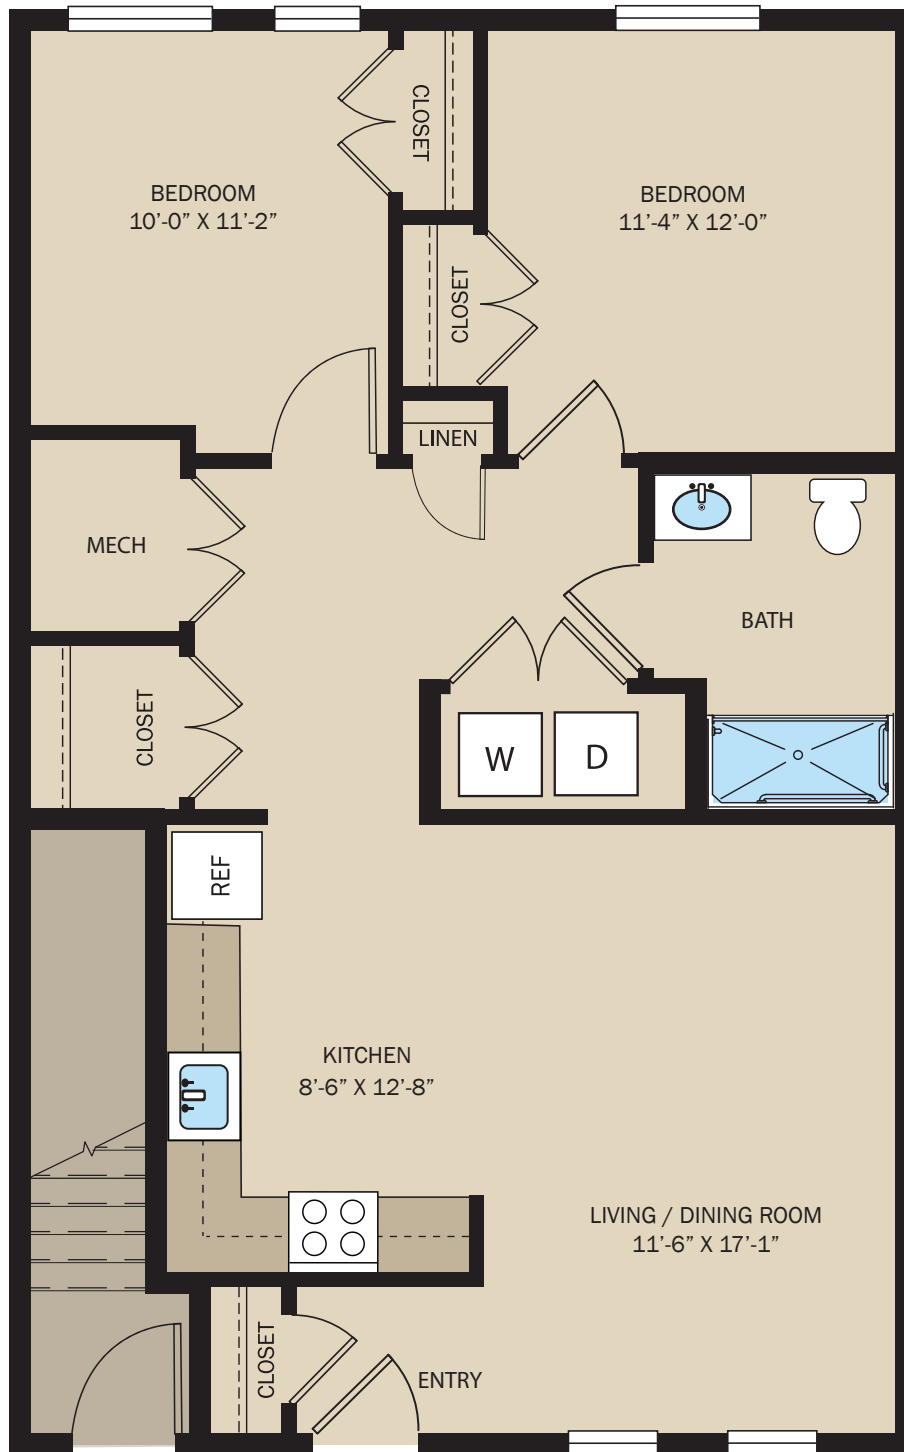 CLOSET
BEDROOM
10’-0” X 11’-2”
BEDROOM
11’-4” X 12’-0”
CLOSET
LINEN
MECH
BATH
CLOSET
W
D
REF
KITCHEN
8’-6” X 12’-8”
LIVING / DINING ROOM
11’-6” X 17’-1”
CLOSET
ENTRY